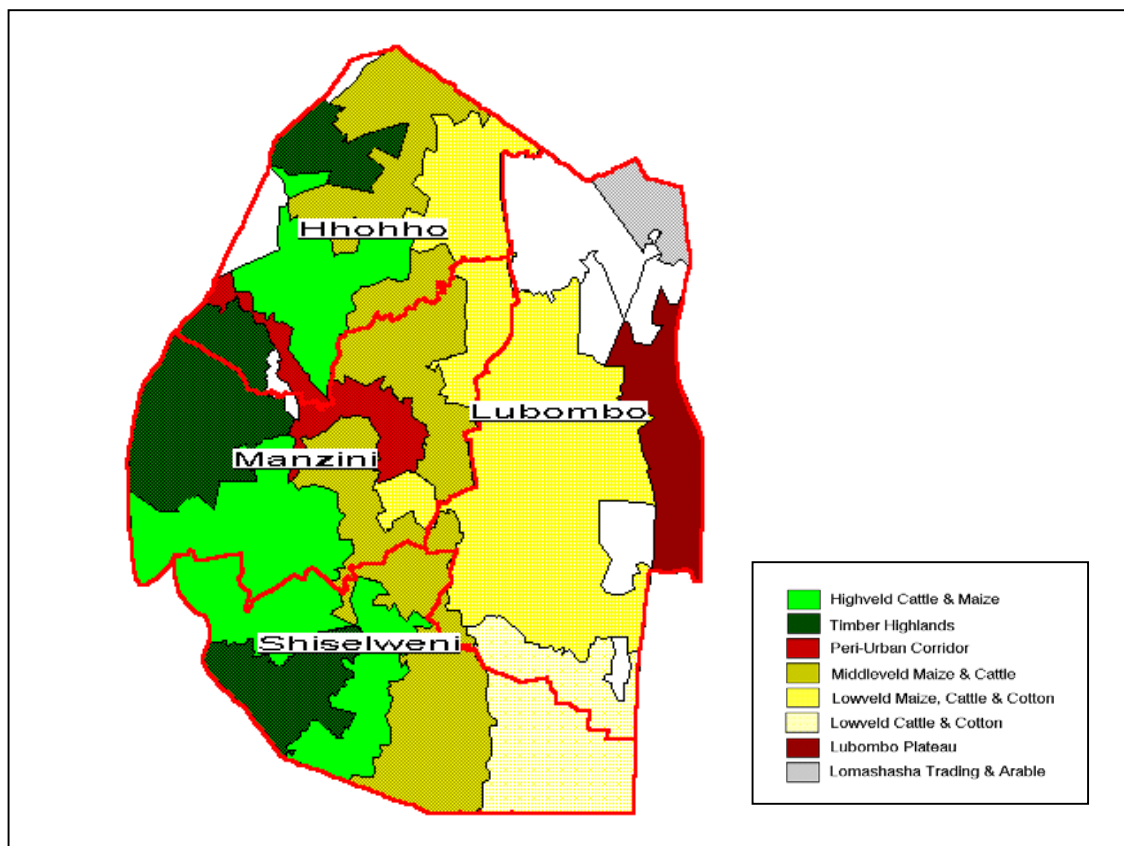 Hhohho
Lubombo
Manzini
Shiselweni
Highveld Cattle & Maize
Timber Highlands
Peri-Urban Corridor
Middleveld Maize & Cattle
Lowveld Maize, Cattle & Cotton
Lowveld Cattle & Cotton
Lubombo Plateau
Lomashasha Trading & Arable